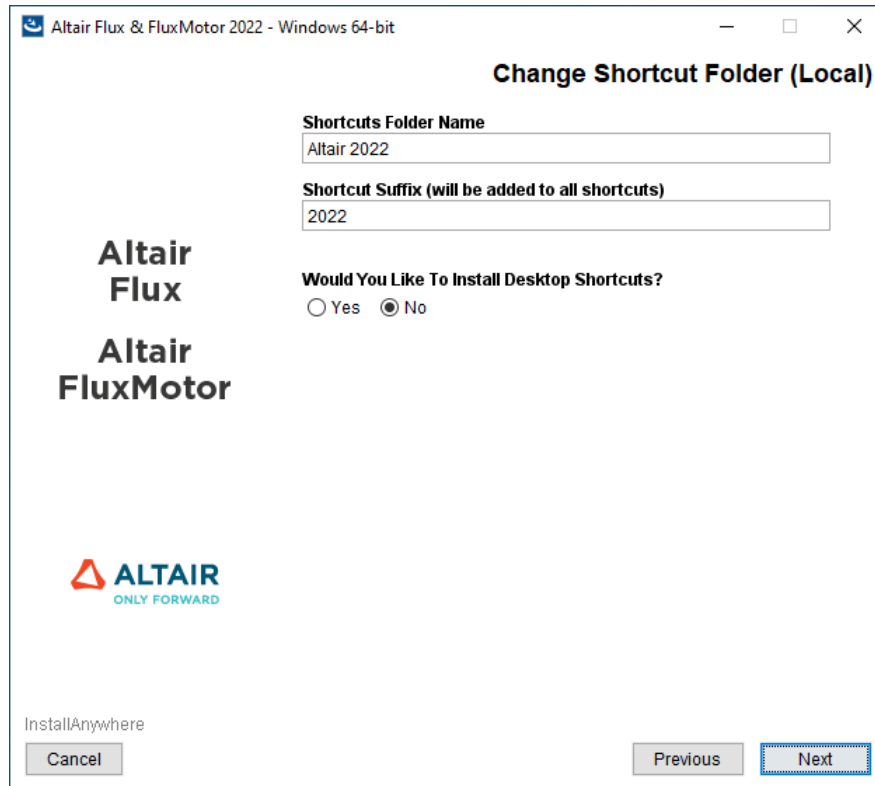 Altair Flux & FluxMotor 2022 - Windows 64-bit
Change Shortcut Folder (Local)
Shortcuts Folder Name
Altair 2022
Shortcut Suffix (will be added to all shortcuts)
2022
Would You Like To Install Desktop Shortcuts?
Yes No
Altair
Flux
Altair
FluxMotor
ALTAIR
ONLY FORWARD
InstallAnywhere
Cancel Previous Next